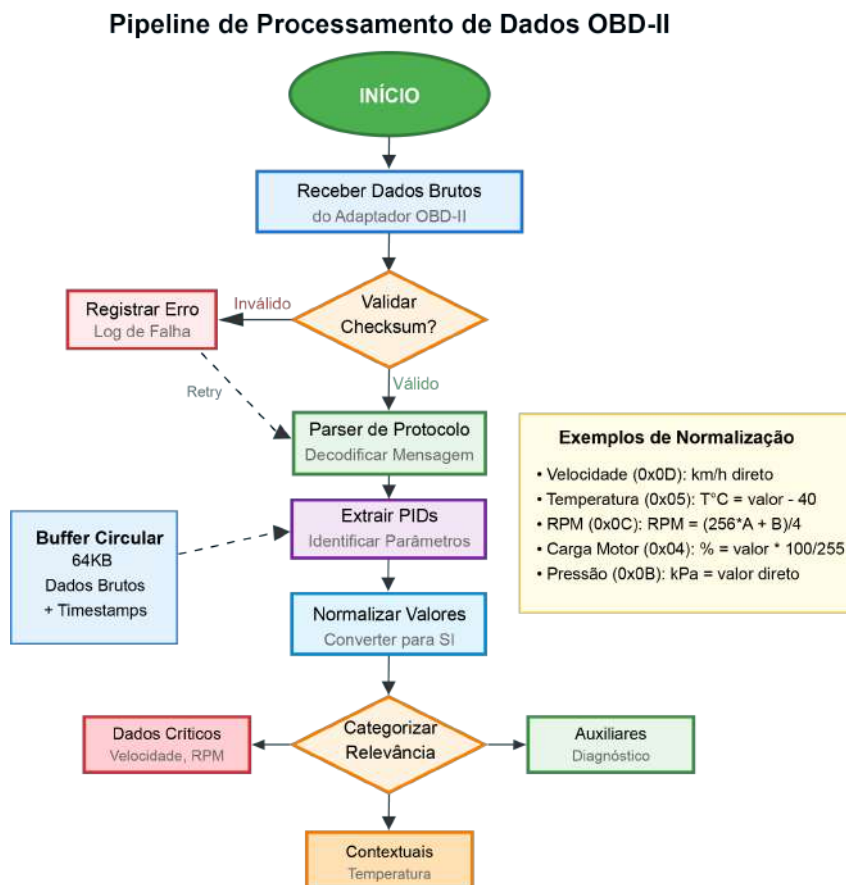 Pipeline de Processamento de Dados OBD-II
INÍCIO
Receber Dados Brutos
do Adaptador OBD-II
Validar
Checksum?
Inválido
Registrar Erro
Log de Falha
Retry
Válido
Parser de Protocolo
Decodificar Mensagem
Extrair PIDs
Identificar Parâmetros
Buffer Circular
64KB
Dados Brutos
+ Timestamps
Normalizar Valores
Converter para SI
Exemplos de Normalização
• Velocidade (0x0D): km/h direto
• Temperatura (0x05): T°C = valor - 40
• RPM (0x0C): RPM = (256*A + B)/4
• Carga Motor (0x04): % = valor * 100/255
• Pressão (0x0B): kPa = valor direto
Categorizar
Relevância
Dados Críticos
Velocidade, RPM
Auxiliares
Diagnóstico
Contextuais
Temperatura